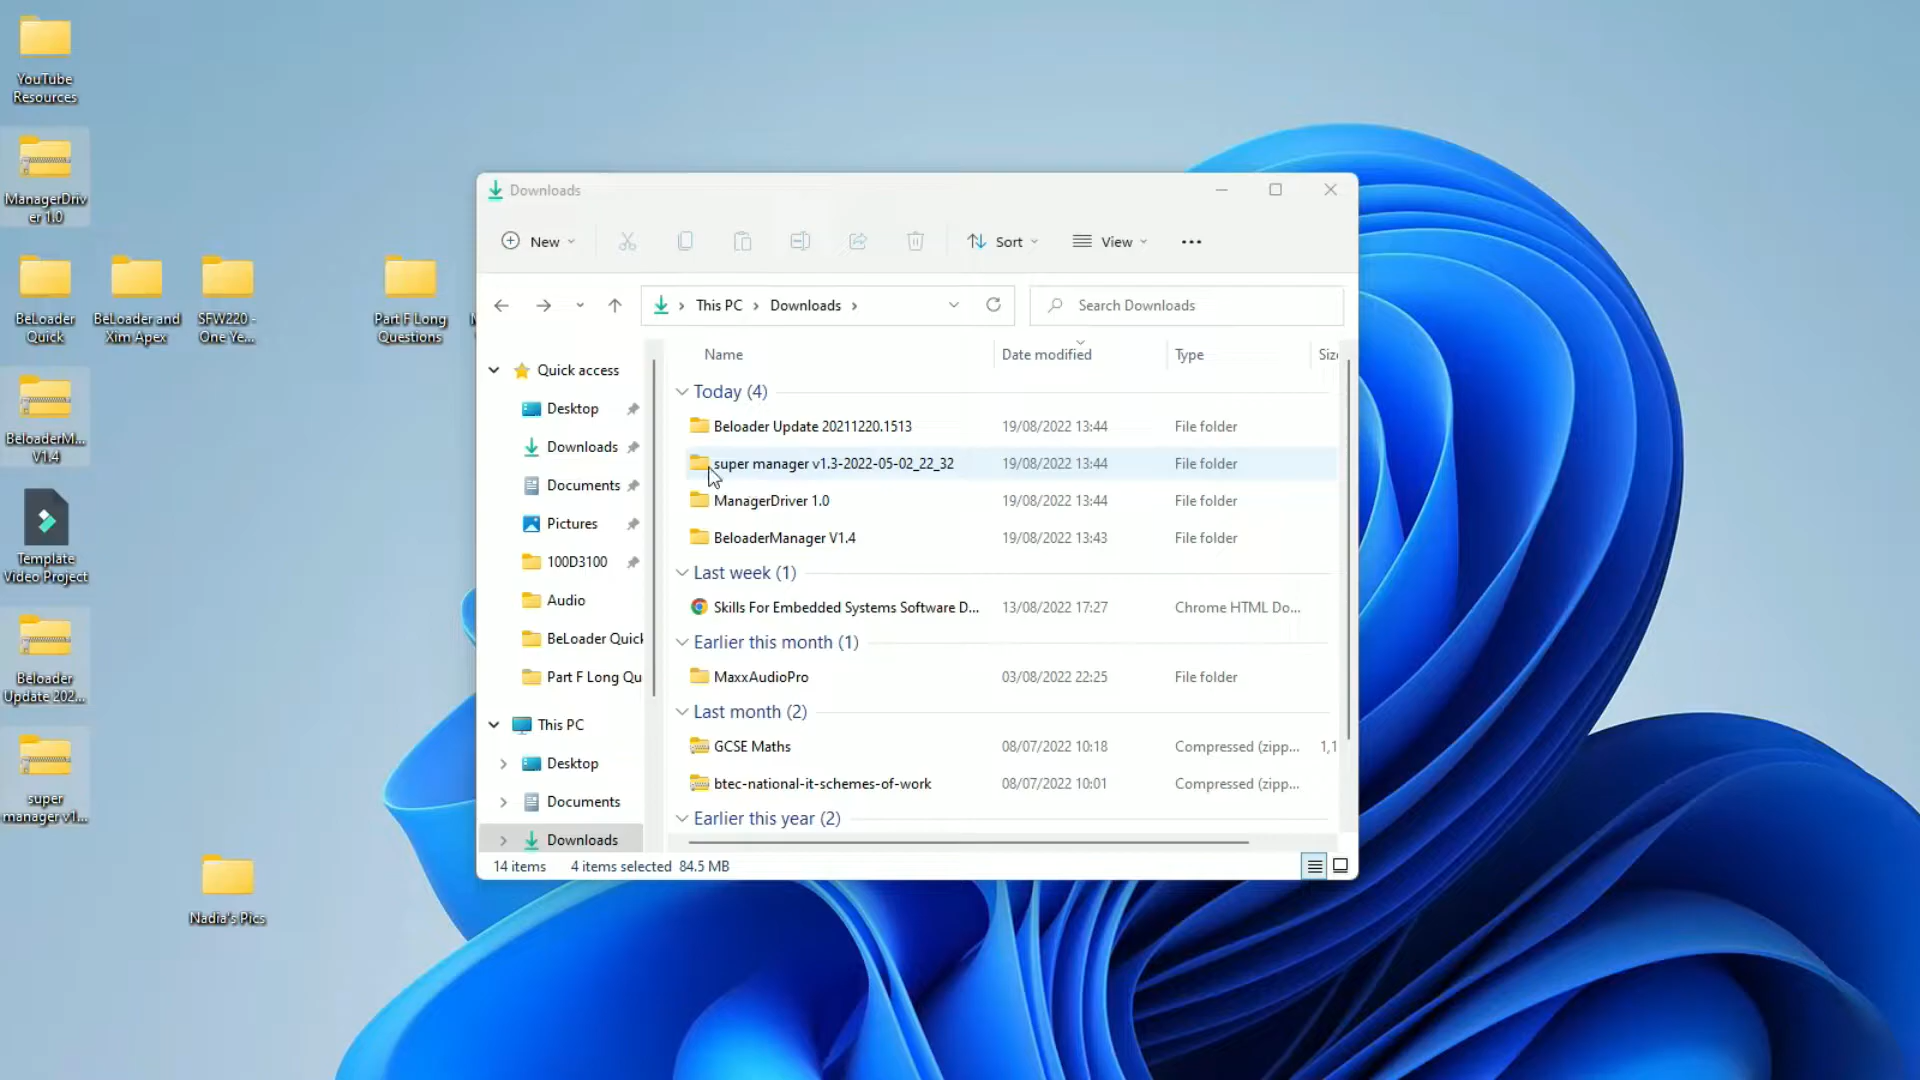 YouTube
Resources
ManagerDriv
er 1.0
BeLoader
Quick
BeLoader and
Xim Apex
SFW220 -
One Ye...
Part F Long
Questions
BeloaderM...
V1.4
Template
Video Project
Beloader
Update 202...
super
manager v1...
Nadia's Pics
Downloads
New
Sort
View
This PC
Downloads
Search Downloads
Name
Date modified
Type
Size
Quick access
Desktop
Downloads
Documents
Pictures
100D3100
Audio
BeLoader Quick
Part F Long Qu
This PC
Desktop
Documents
Downloads
Today (4)
Beloader Update 20211220.1513 19/08/2022 13:44 File folder
super manager v1.3-2022-05-02_22_32 19/08/2022 13:44 File folder
ManagerDriver 1.0 19/08/2022 13:44 File folder
BeloaderManager V1.4 19/08/2022 13:43 File folder
Last week (1)
Skills For Embedded Systems Software D... 13/08/2022 17:27 Chrome HTML Do...
Earlier this month (1)
MaxxAudioPro 03/08/2022 22:25 File folder
Last month (2)
GCSE Maths 08/07/2022 10:18 Compressed (zipp... 1,1
btec-national-it-schemes-of-work 08/07/2022 10:01 Compressed (zipp...
Earlier this year (2)
14 items 4 items selected 84.5 MB